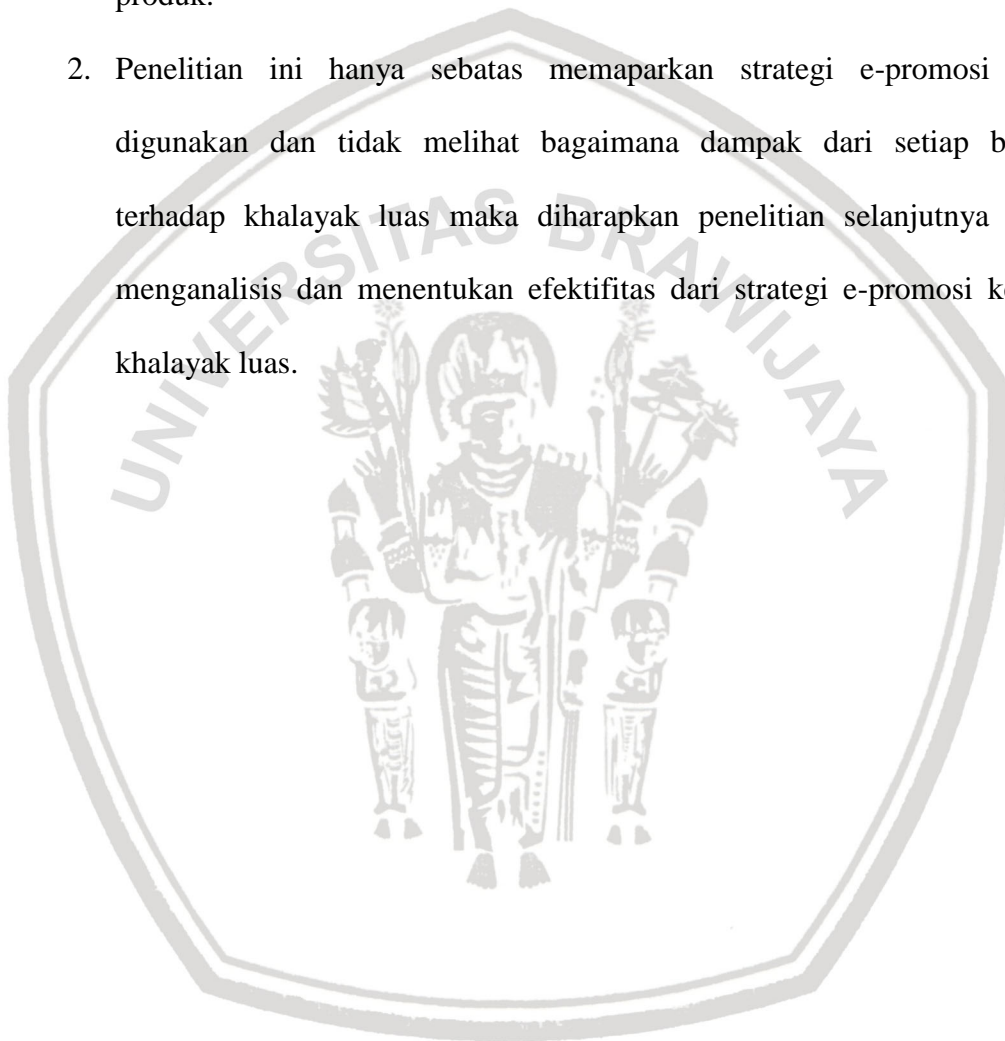 produk.
2. Penelitian ini hanya sebatas memaparkan strategi e-promosi
digunakan dan tidak melihat bagaimana dampak dari setiap b
terhadap khalayak luas maka diharapkan penelitian selanjutnya
menganalisis dan menentukan efektifitas dari strategi e-promosi ke
khalayak luas.
UNIVERSITAS BRAWIJAYA